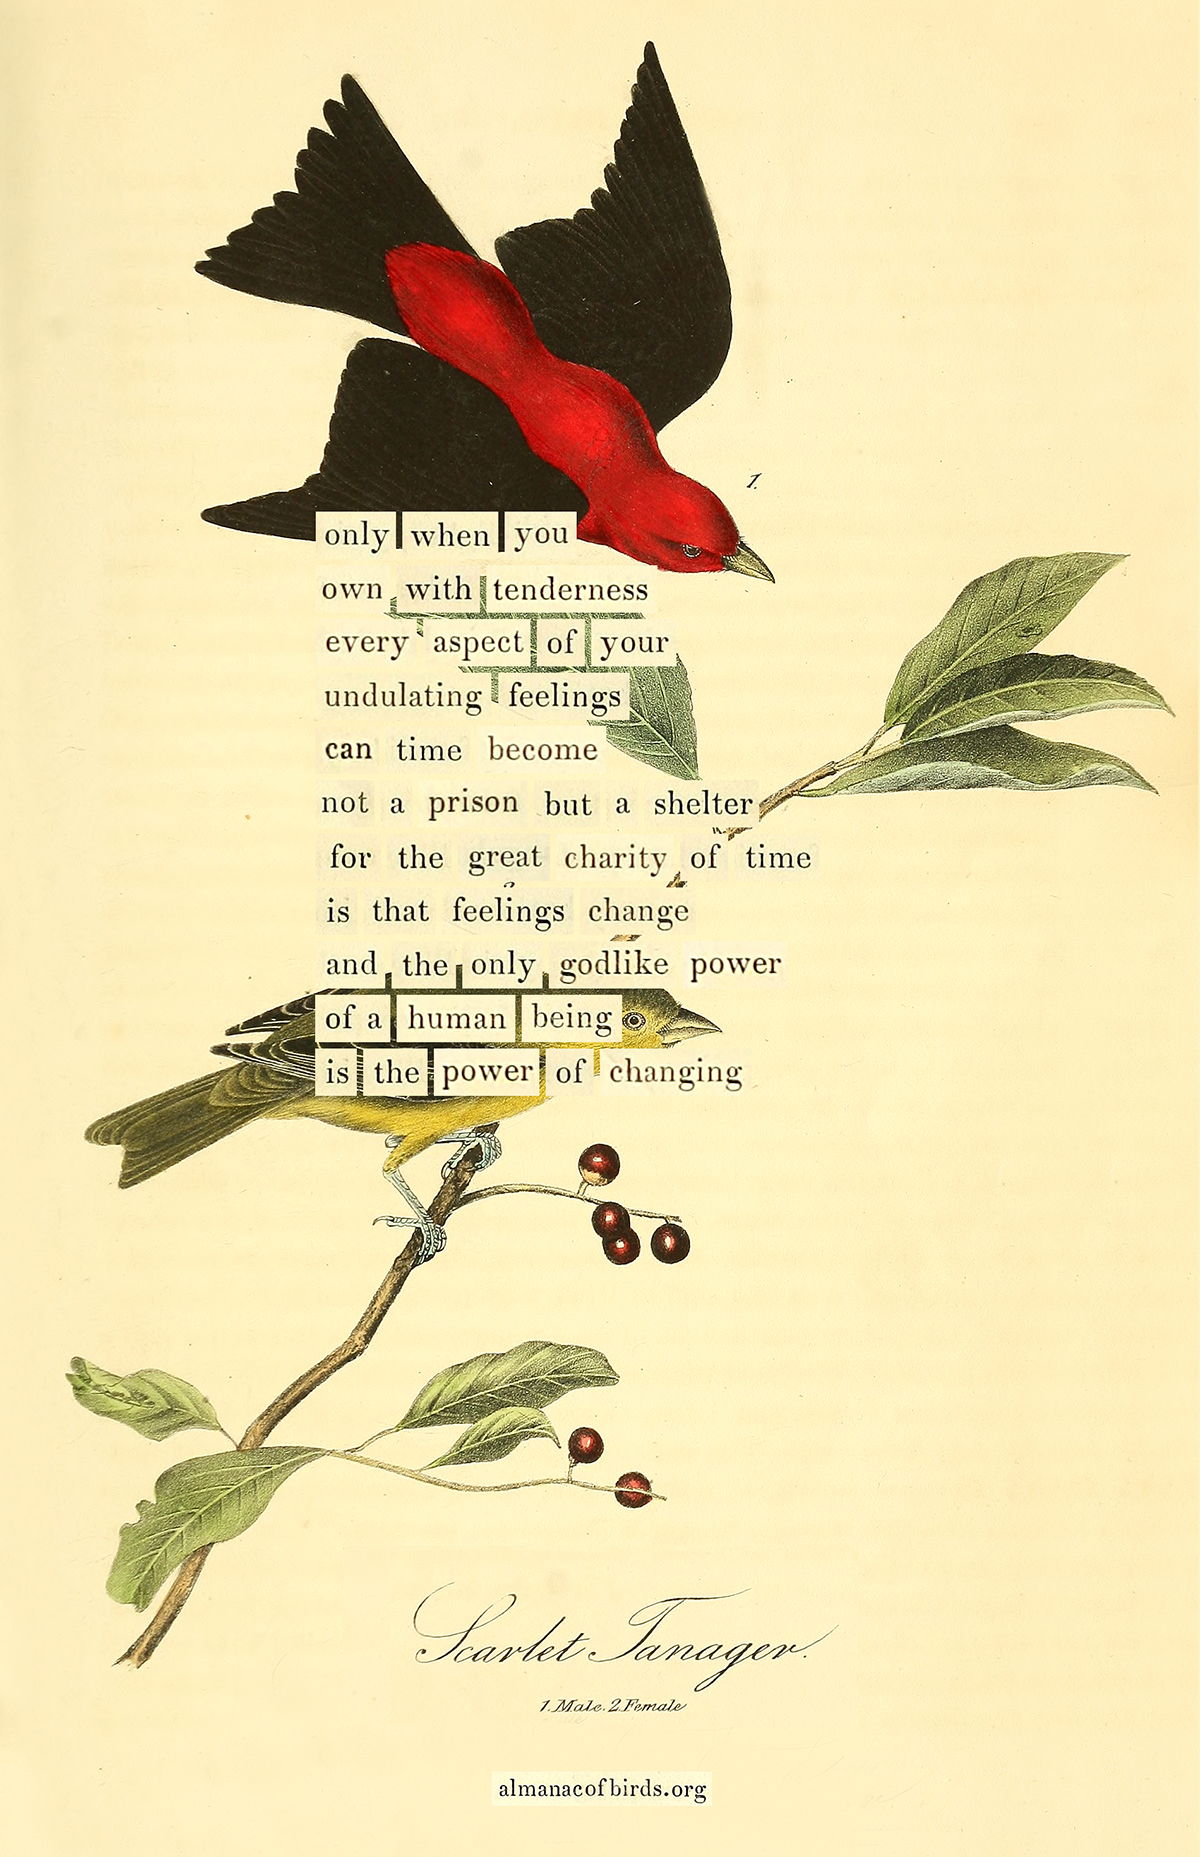 1.
only when you
own with tenderness
every aspect of your
undulating feelings
can time become
not a prison but a shelter
for the great charity of time
is that feelings change
and the only godlike power
of a human being
is the power of changing
Scarlet Tanager.
1. Male. 2. Female
almanacofbirds.org